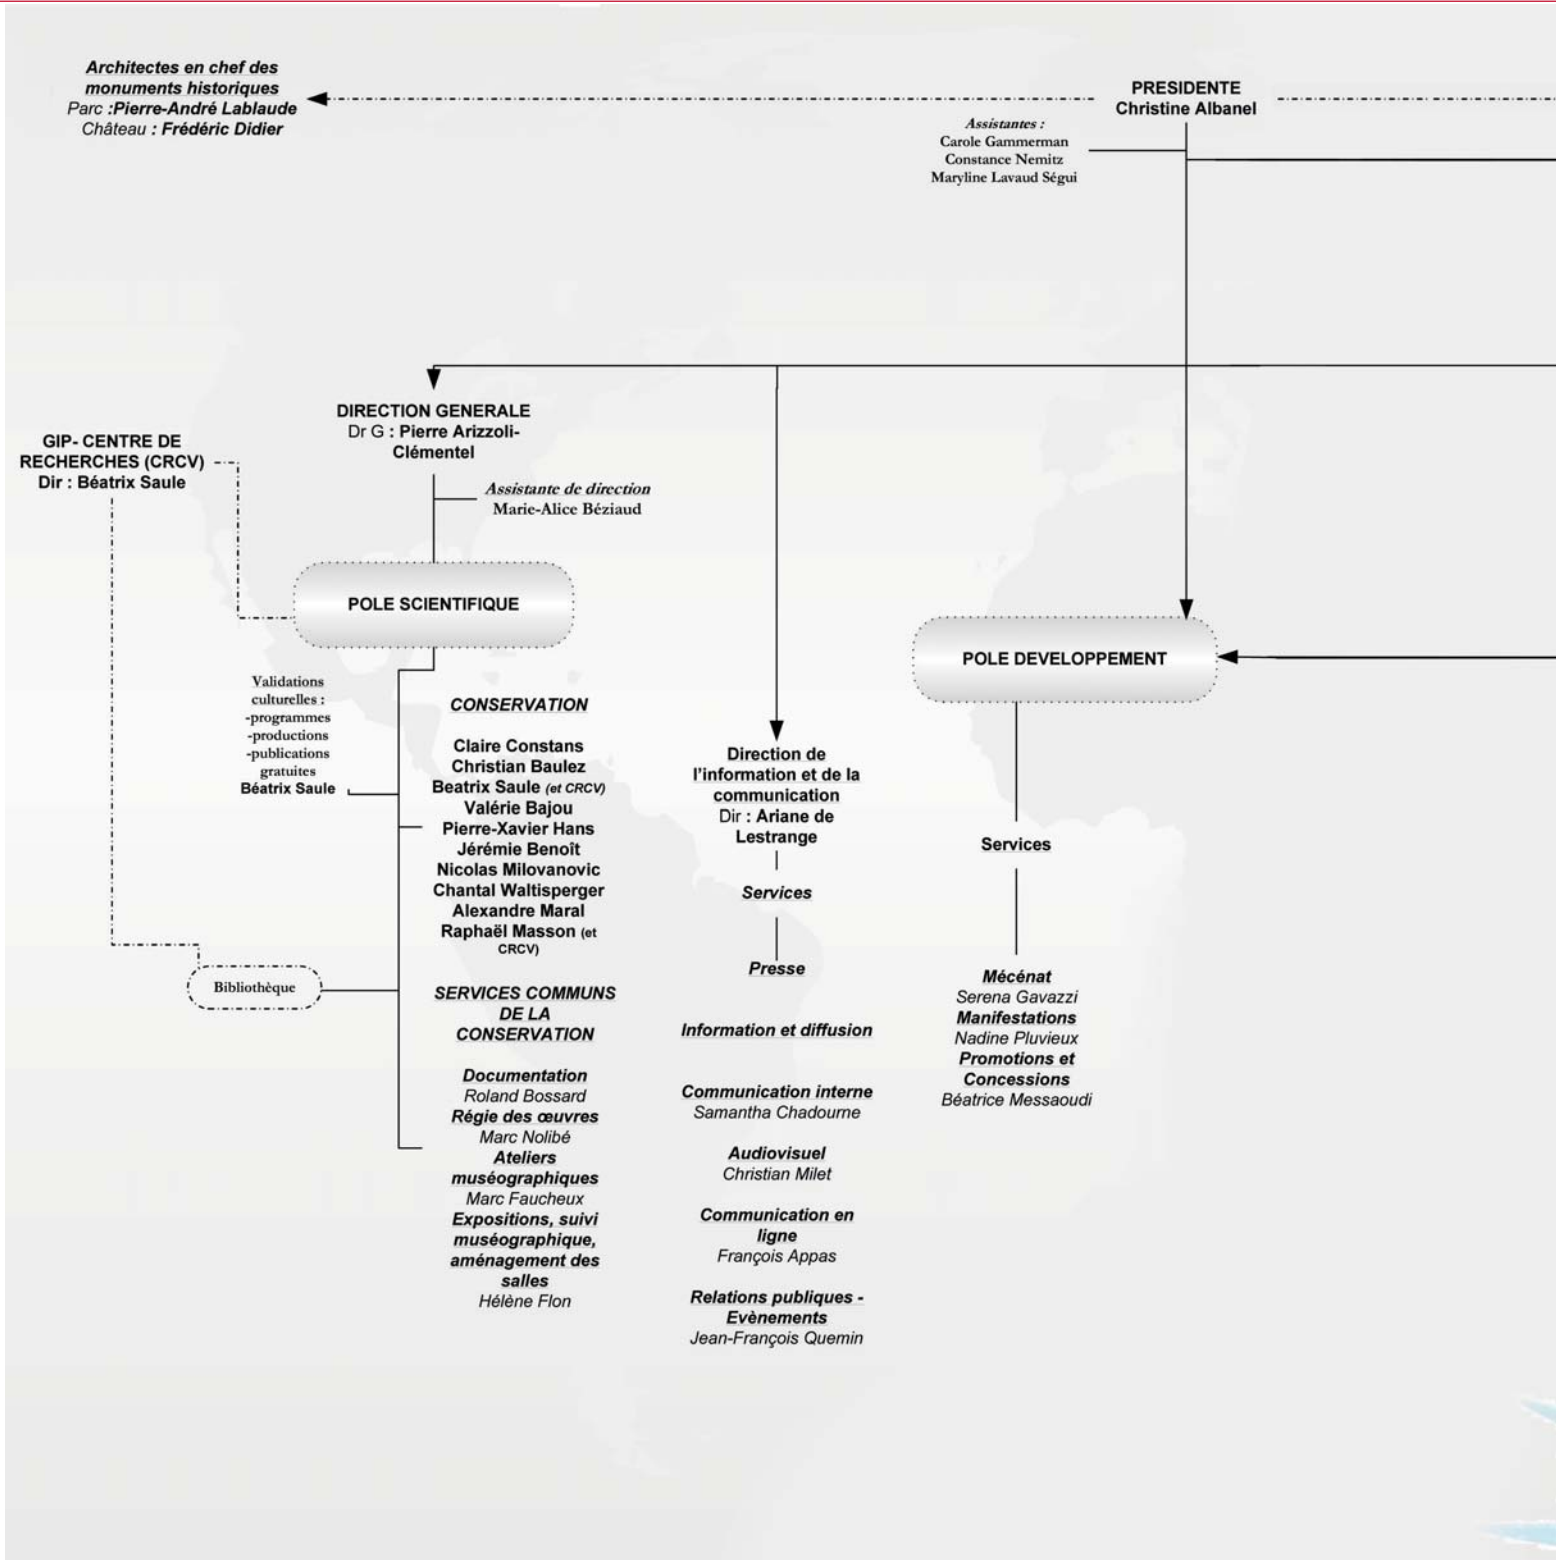 Architectes en chef des
monuments historiques
Parc :Pierre-André Lablaude
Château : Frédéric Didier
PRESIDENTE
Christine Albanel
Assistantes :
Carole Gammerman
Constance Nemitz
Maryline Lavaud Ségui
DIRECTION GENERALE
Dr G : Pierre Arizzoli-
Clémentel
GIP- CENTRE DE
RECHERCHES (CRCV)
Dir : Béatrix Saule
Assistante de direction
Marie-Alice Béziaud
POLE SCIENTIFIQUE
Validations
culturelles :
-programmes
-productions
-publications
gratuites
Béatrix Saule
CONSERVATION
Claire Constans
Christian Baulez
Beatrix Saule (et CRCV)
Valérie Bajou
Pierre-Xavier Hans
Jérémie Benoît
Nicolas Milovanovic
Chantal Waltisperger
Alexandre Maral
Raphaël Masson (et
CRCV)
Bibliothèque
SERVICES COMMUNS
DE LA
CONSERVATION
Documentation
Roland Bossard
Régie des œuvres
Marc Nolibé
Ateliers
muséographiques
Marc Faucheux
Expositions, suivi
muséographique,
aménagement des
salles
Hélène Flon
Direction de
l'information et de la
communication
Dir : Ariane de
Lestrange
Services
Presse
Information et diffusion
Communication interne
Samantha Chadourne
Audiovisuel
Christian Milet
Communication en
ligne
François Appas
Relations publiques -
Evènements
Jean-François Quemin
POLE DEVELOPPEMENT
Services
Mécénat
Serena Gavazzi
Manifestations
Nadine Pluvieux
Promotions et
Concessions
Béatrice Messaoudi